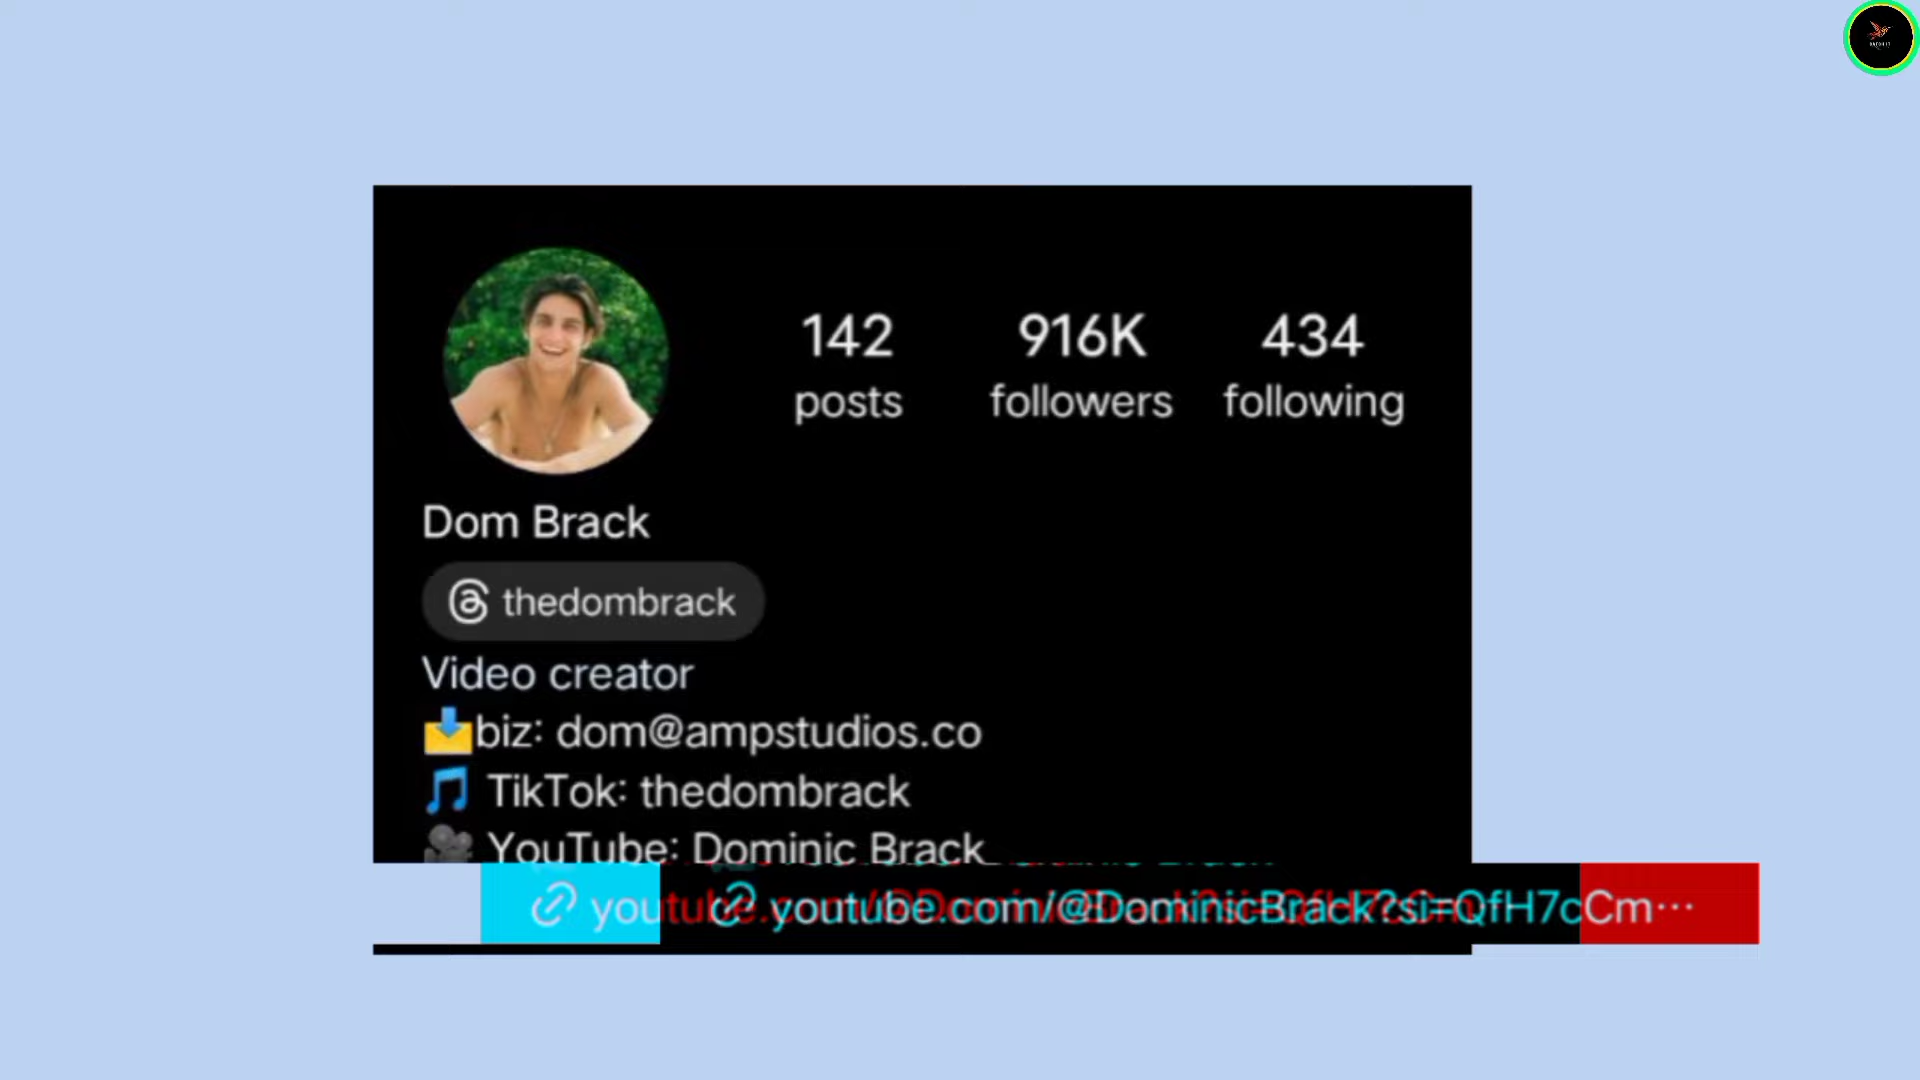 142 916K 434
posts followers following
Dom Brack
thedombrack
Video creator
biz: dom@ampstudios.co
TikTok: thedombrack
YouTube: Dominic Brack
youtube.com/@DominicBrack?si=QfH7cCm...